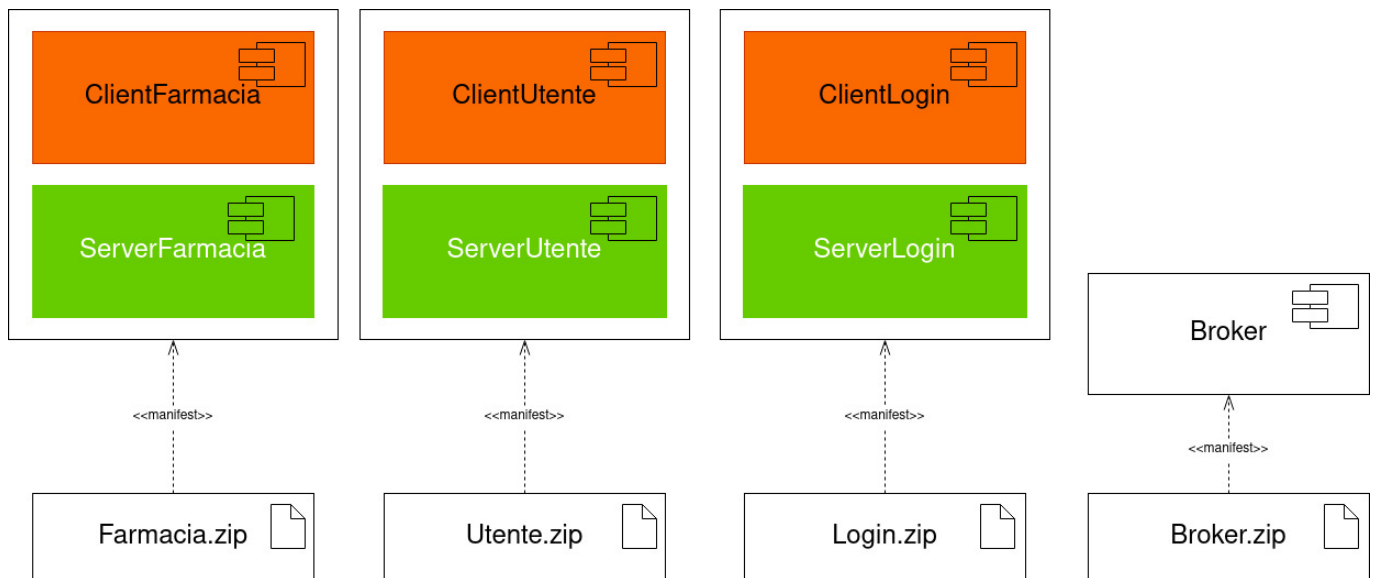 ClientFarmacia
ClientUtente
ClientLogin
ServerFarmacia
ServerUtente
ServerLogin
Broker
<<manifest>>
<<manifest>>
<<manifest>>
<<manifest>>
Farmacia.zip
Utente.zip
Login.zip
Broker.zip